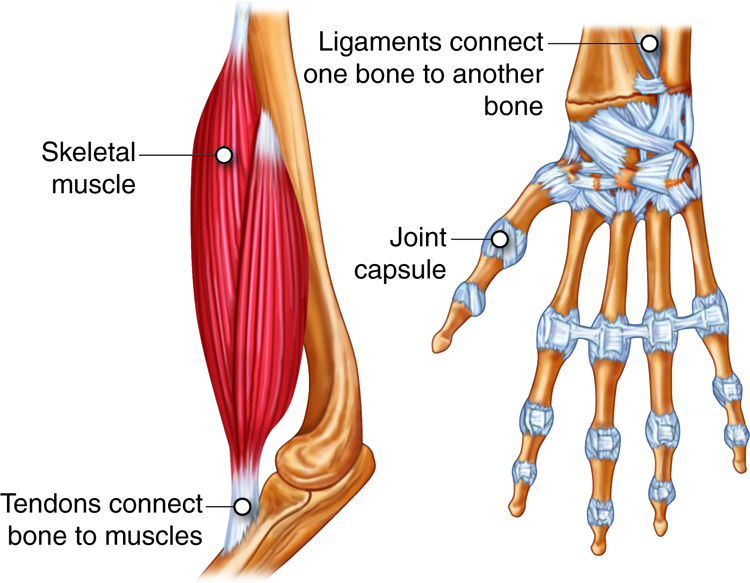 Ligaments connect
one bone to another
bone
Skeletal
muscle
Joint
capsule
Tendons connect
bone to muscles